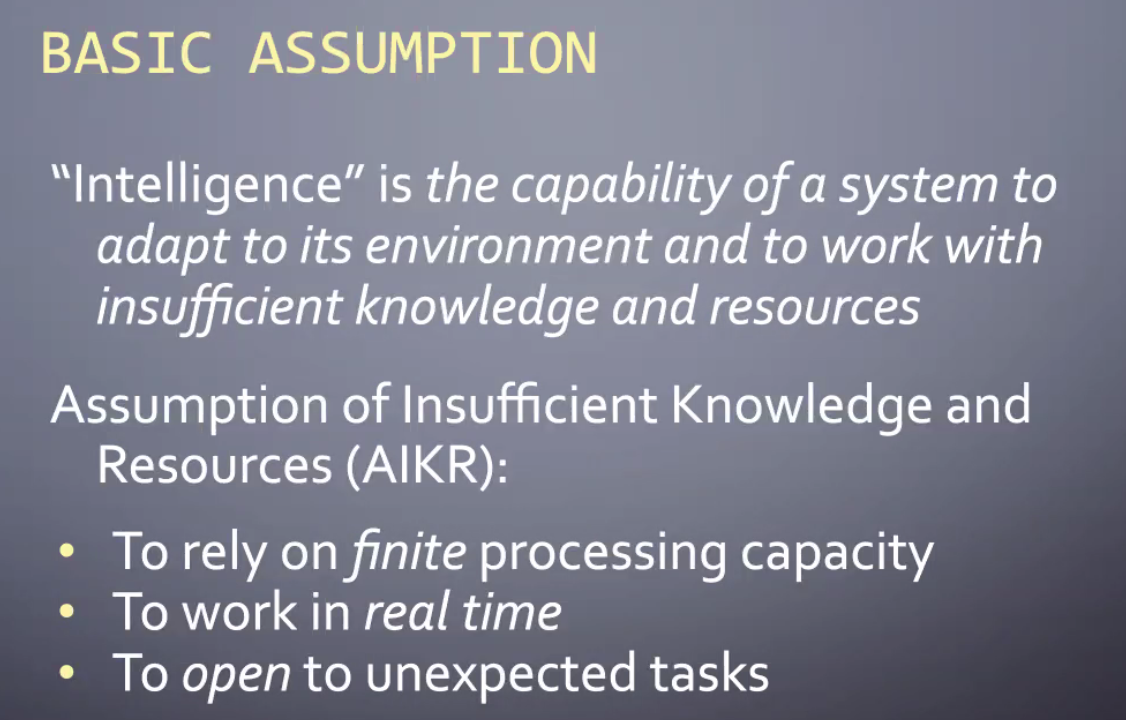 BASIC ASSUMPTION
“Intelligence” is the capability of a system to
adapt to its environment and to work with
insufficient knowledge and resources
Assumption of Insufficient Knowledge and
Resources (AIKR):
• To rely on finite processing capacity
• To work in real time
• To open to unexpected tasks